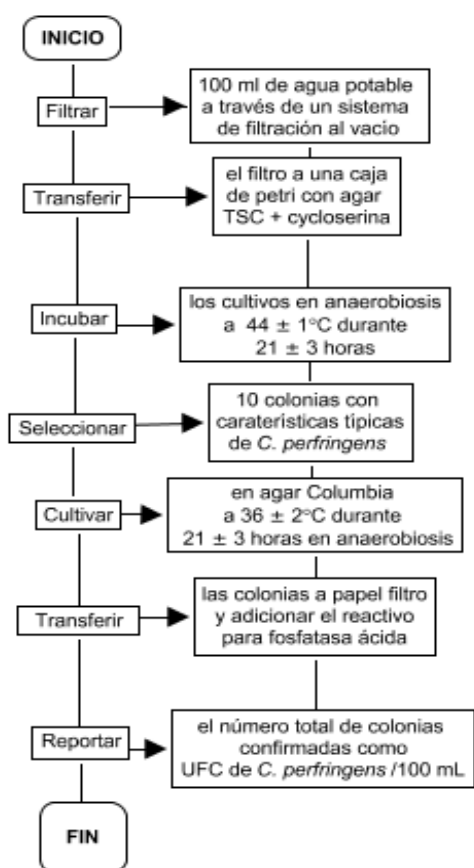 INICIO
Filtrar
100 ml de agua potable
a través de un sistema
de filtración al vacio
Transferir
el filtro a una caja
de petri con agar
TSC + cycloserina
Incubar
los cultivos en anaerobiosis
a 44 ± 1°C durante
21 ± 3 horas
Seleccionar
10 colonias con
caraterísticas típicas
de C. perfringens
Cultivar
en agar Columbia
a 36 ± 2°C durante
21 ± 3 horas en anaerobiosis
Transferir
las colonias a papel filtro
y adicionar el reactivo
para fosfatasa ácida
Reportar
el número total de colonias
confirmadas como
UFC de C. perfringens /100 mL
FIN